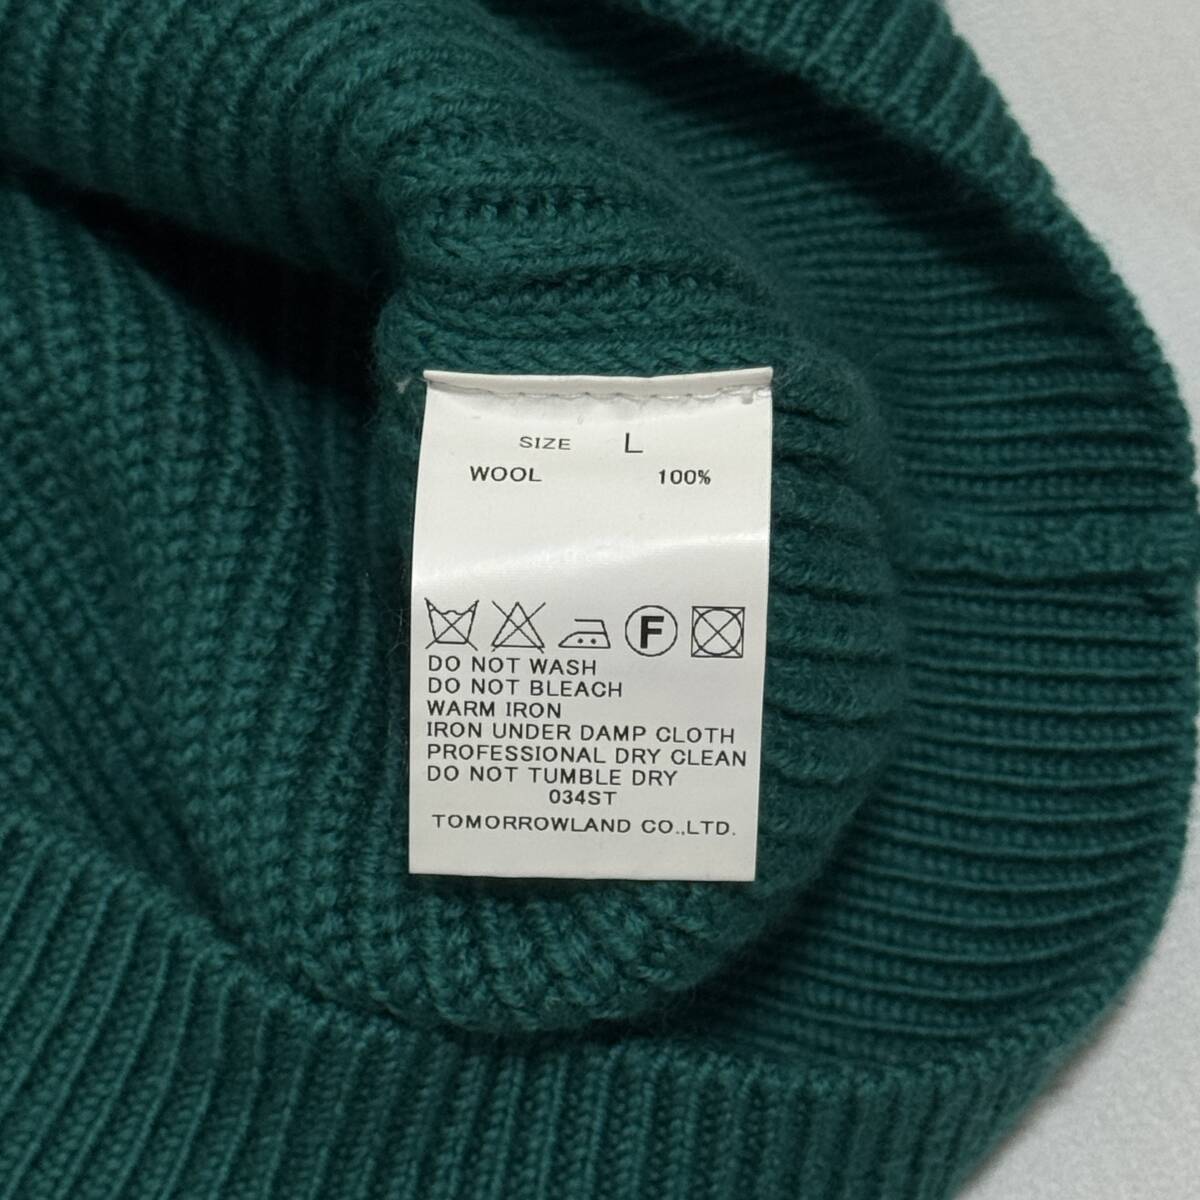 SIZE L
WOOL 100%
F
DO NOT WASH
DO NOT BLEACH
WARM IRON
IRON UNDER DAMP CLOTH
PROFESSIONAL DRY CLEAN
DO NOT TUMBLE DRY
034ST
TOMORROWLAND CO.,LTD.